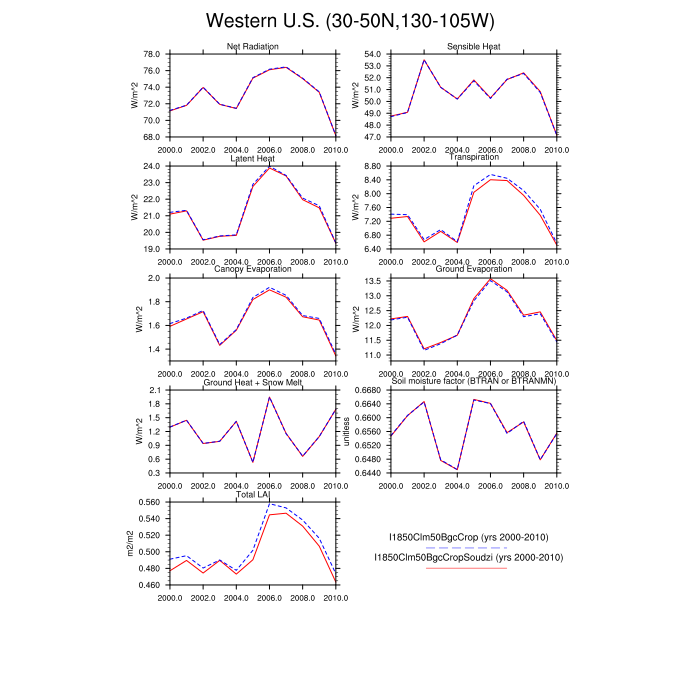 Western U.S. (30-50N,130-105W)
Net Radiation
W/m^2
78.0
76.0
74.0
72.0
70.0
68.0
2000.0 2002.0 2004.0 2006.0 2008.0 2010.0
Sensible Heat
W/m^2
54.0
53.0
52.0
51.0
50.0
49.0
48.0
47.0
2000.0 2002.0 2004.0 2006.0 2008.0 2010.0
Latent Heat
W/m^2
24.0
23.0
22.0
21.0
20.0
19.0
2000.0 2002.0 2004.0 2006.0 2008.0 2010.0
Transpiration
W/m^2
8.80
8.40
8.00
7.60
7.20
6.80
6.40
2000.0 2002.0 2004.0 2006.0 2008.0 2010.0
Canopy Evaporation
W/m^2
2.0
1.8
1.6
1.4
2000.0 2002.0 2004.0 2006.0 2008.0 2010.0
Ground Evaporation
W/m^2
13.5
13.0
12.5
12.0
11.5
11.0
2000.0 2002.0 2004.0 2006.0 2008.0 2010.0
Ground Heat + Snow Melt
W/m^2
2.1
1.8
1.5
1.2
0.9
0.6
0.3
2000.0 2002.0 2004.0 2006.0 2008.0 2010.0
Soil moisture factor (BTRAN or BTRANMN)
unitless
0.6680
0.6640
0.6600
0.6560
0.6520
0.6480
0.6440
2000.0 2002.0 2004.0 2006.0 2008.0 2010.0
Total LAI
m2/m2
0.560
0.540
0.520
0.500
0.480
0.460
2000.0 2002.0 2004.0 2006.0 2008.0 2010.0
I1850Clm50BgcCrop (yrs 2000-2010)
I1850Clm50BgcCropSoudzi (yrs 2000-2010)